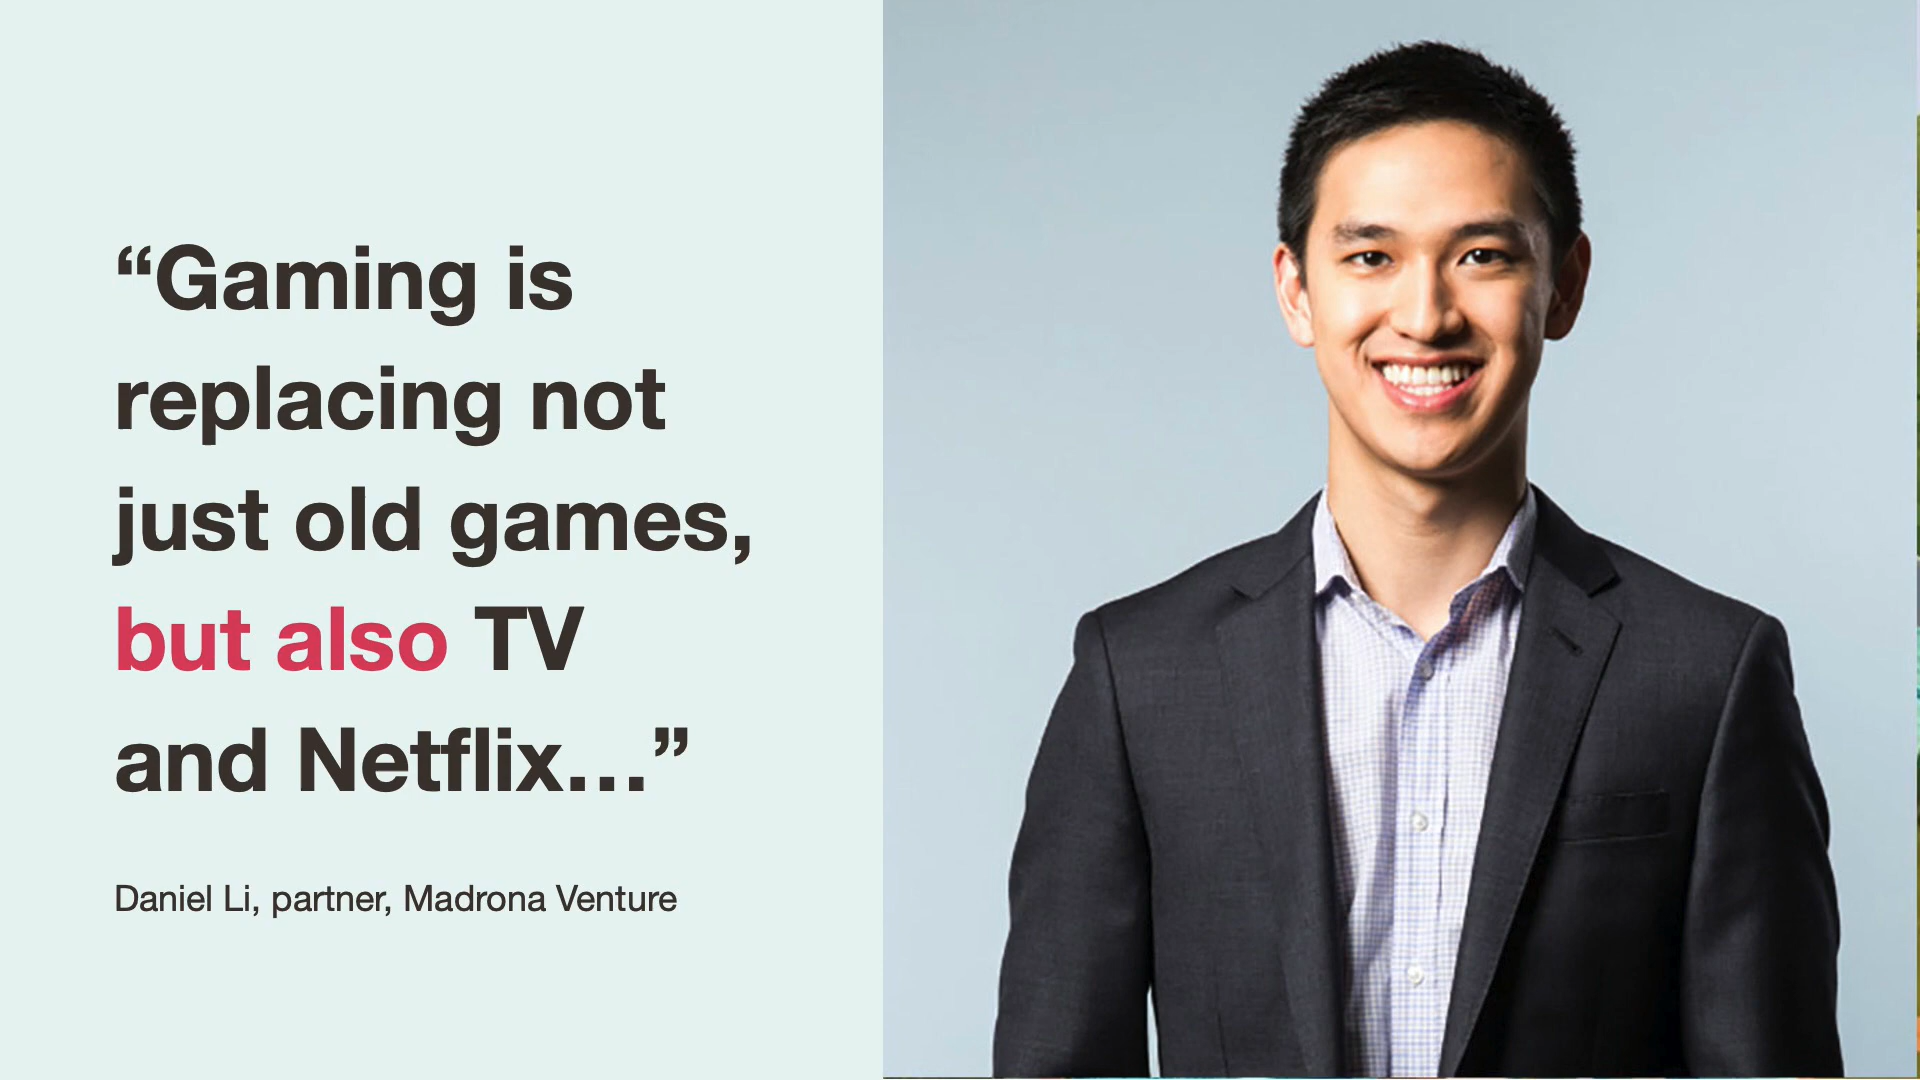 “Gaming is
replacing not
just old games,
but also TV
and Netflix…”
Daniel Li, partner, Madrona Venture